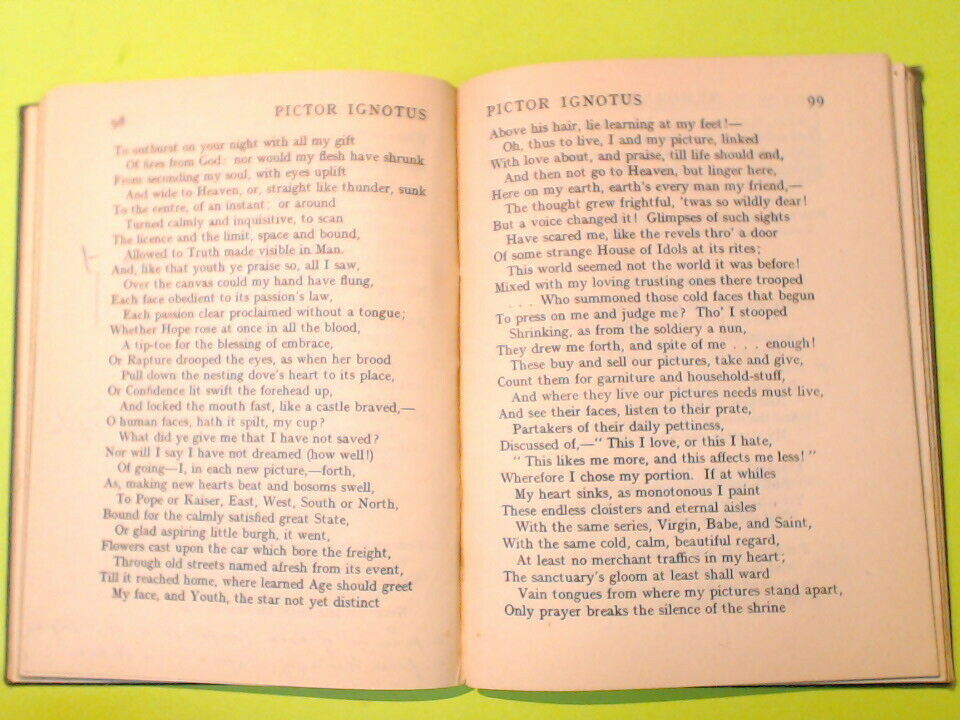 98
PICTOR IGNOTUS
To outburst on your night with all my gift
Of fires from God: nor would my flesh have shrunk
From seconding my soul, with eyes uplift
And wide to Heaven, or, straight like thunder, sunk
To the centre, of an instant; or around
Turned calmly and inquisitive, to scan
The licence and the limit, space and bound,
Allowed to Truth made visible in Man.
And, like that youth ye praise so, all I saw,
Over the canvas could my hand have flung,
Each face obedient to its passion's law,
Each passion clear proclaimed without a tongue;
Whether Hope rose at once in all the blood,
A tip-toe for the blessing of embrace,
Or Rapture drooped the eyes, as when her brood
Pull down the nesting dove's heart to its place,
Or Confidence lit swift the forehead up,
And locked the mouth fast, like a castle braved,—
O human faces, hath it spilt, my cup?
What did ye give me that I have not saved?
Nor will I say I have not dreamed (how well!)
Of going—I, in each new picture,—forth,
As, making new hearts beat and bosoms swell,
To Pope or Kaiser, East, West, South or North,
Bound for the calmly satisfied great State,
Or glad aspiring little burgh, it went,
Flowers cast upon the car which bore the freight,
Through old streets named afresh from its event,
Till it reached home, where learned Age should greet
My face, and Youth, the star not yet distinct
PICTOR IGNOTUS
99
Above his hair, lie learning at my feet!—
Oh, thus to live, I and my picture, linked
With love about, and praise, till life should end,
And then not go to Heaven, but linger here,
Here on my earth, earth's every man my friend,—
The thought grew frightful, 'twas so wildly dear!
But a voice changed it! Glimpses of such sights
Have scared me, like the revels thro' a door
Of some strange House of Idols at its rites;
This world seemed not the world it was before!
Mixed with my loving trusting ones there trooped
. . . Who summoned those cold faces that begun
To press on me and judge me? Tho' I stooped
Shrinking, as from the soldiery a nun,
They drew me forth, and spite of me . . . enough!
These buy and sell our pictures, take and give,
Count them for garniture and household-stuff,
And where they live our pictures needs must live,
And see their faces, listen to their prate,
Partakers of their daily pettiness,
Discussed of,—" This I love, or this I hate,
" This likes me more, and this affects me less! "
Wherefore I chose my portion. If at whiles
My heart sinks, as monotonous I paint
These endless cloisters and eternal aisles
With the same series, Virgin, Babe, and Saint,
With the same cold, calm, beautiful regard,
At least no merchant traffics in my heart;
The sanctuary's gloom at least shall ward
Vain tongues from where my pictures stand apart,
Only prayer breaks the silence of the shrine